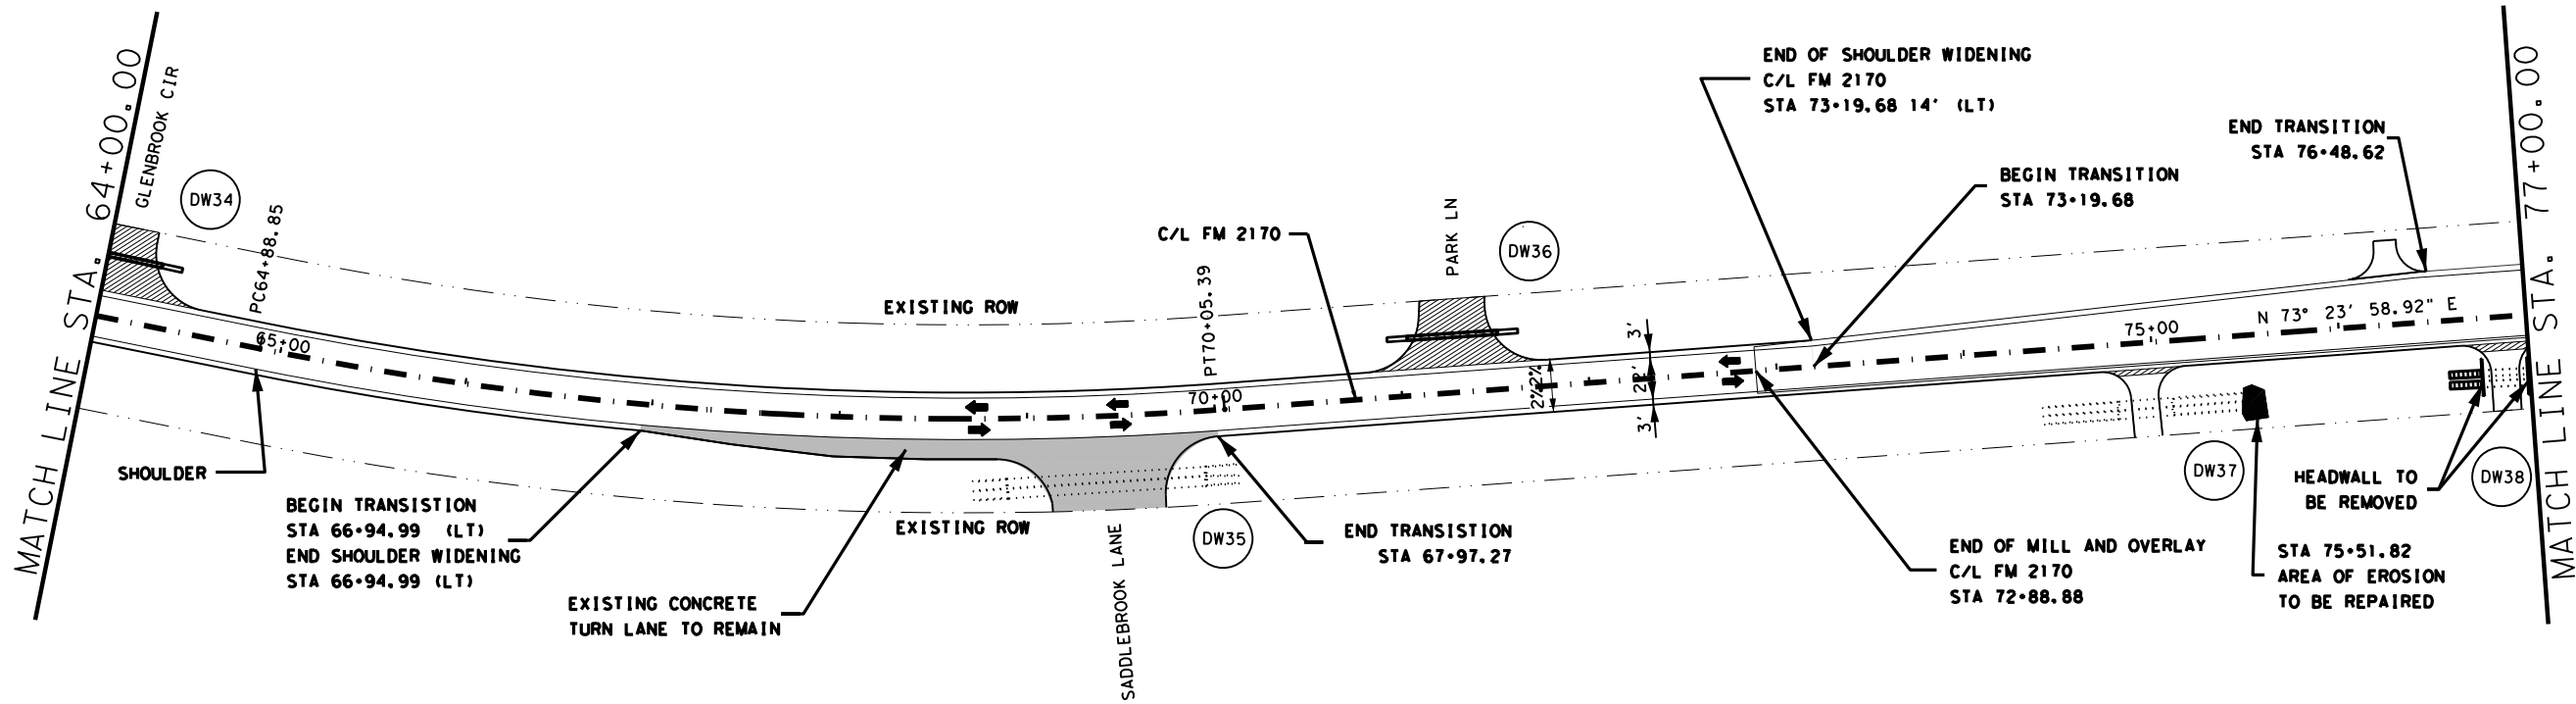 MATCH LINE STA. 64+00.00
GLENBROOK CIR
DW34
PC64+88.85
65+00
SHOULDER
BEGIN TRANSISTION
STA 66+94.99 (LT)
END SHOULDER WIDENING
STA 66+94.99 (LT)
EXISTING CONCRETE
TURN LANE TO REMAIN
EXISTING ROW
EXISTING ROW
SADDLEBROOK LANE
DW35
PT70+05.39
70+00
C/L FM 2170
END TRANSISTION
STA 67+97.27
PARK LN
DW36
2%
2%
3'
22'
3'
END OF SHOULDER WIDENING
C/L FM 2170
STA 73+19.68 14' (LT)
BEGIN TRANSITION
STA 73+19.68
END TRANSITION
STA 76+48.62
75+00
N 73° 23' 58.92" E
END OF MILL AND OVERLAY
C/L FM 2170
STA 72+88.88
DW37
STA 75+51.82
AREA OF EROSION
TO BE REPAIRED
HEADWALL TO
BE REMOVED
DW38
MATCH LINE STA. 77+00.00